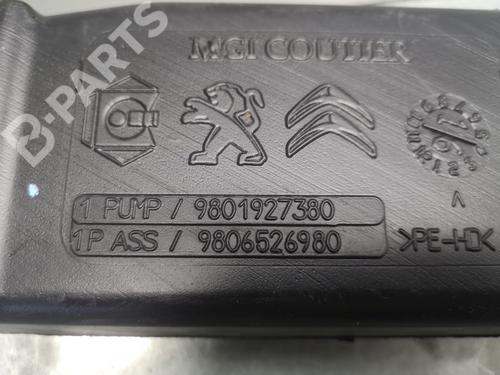 MGI COUTIER
B-PARTS
1 PUMP / 9801927380
1P ASS / 9806526980
>PE-HD<